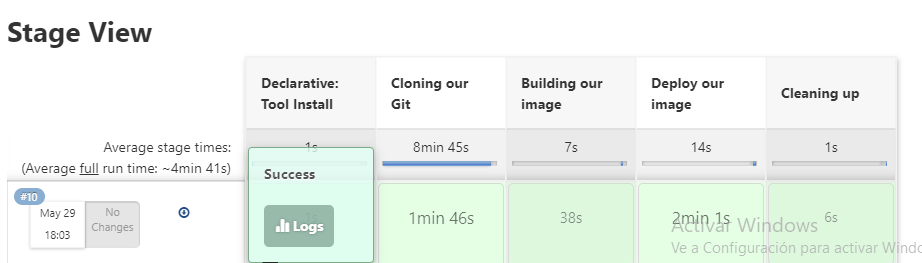 Stage View
Declarative:
Tool Install
Cloning our
Git
Building our
image
Deploy our
image
Cleaning up
Average stage times:
(Average full run time: ~4min 41s)
1s
8min 45s
7s
14s
1s
Success
Logs
#10
May 29
18:03
No
Changes
1s
1min 46s
38s
2min 1s
6s
Activar Windows
Ve a Configuración para activar Windo